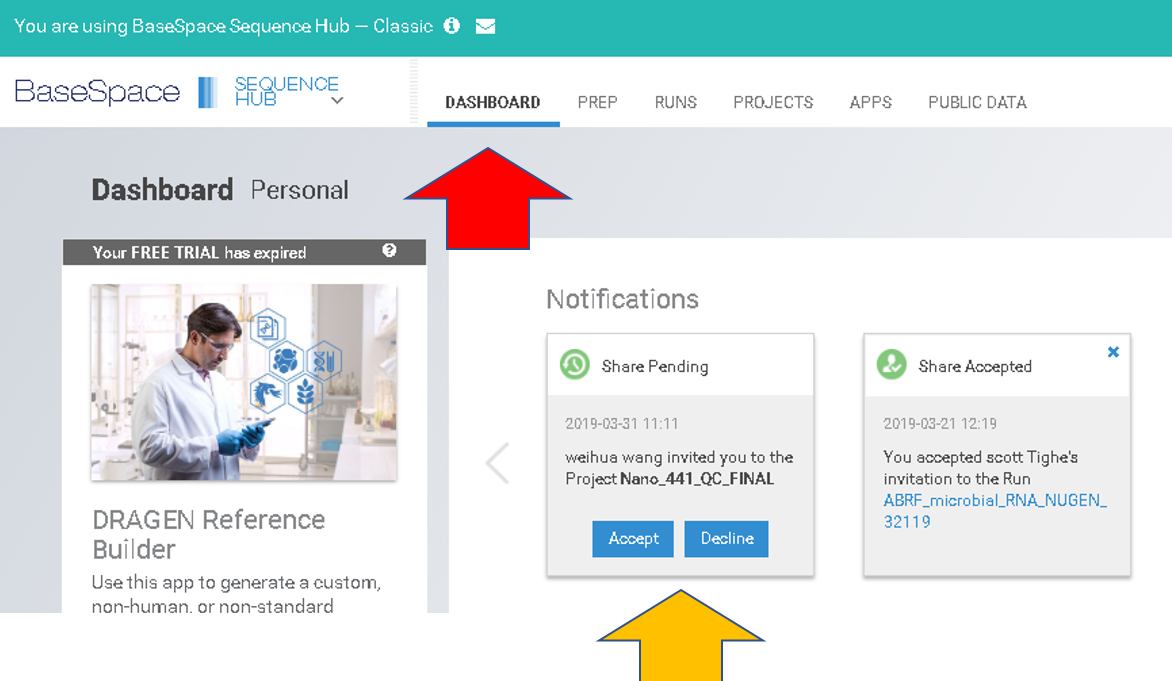 You are using BaseSpace Sequence Hub — Classic
BaseSpace
SEQUENCE
HUB
DASHBOARD PREP RUNS PROJECTS APPS PUBLIC DATA
Dashboard Personal
Your FREE TRIAL has expired
DRAGEN Reference
Builder
Use this app to generate a custom,
non-human, or non-standard
Notifications
Share Pending
2019-03-31 11:11
weihua wang invited you to the
Project Nano_441_QC_FINAL
Accept Decline
Share Accepted
2019-03-21 12:19
You accepted scott Tighe's
invitation to the Run
ABRF_microbial_RNA_NUGEN_
32119